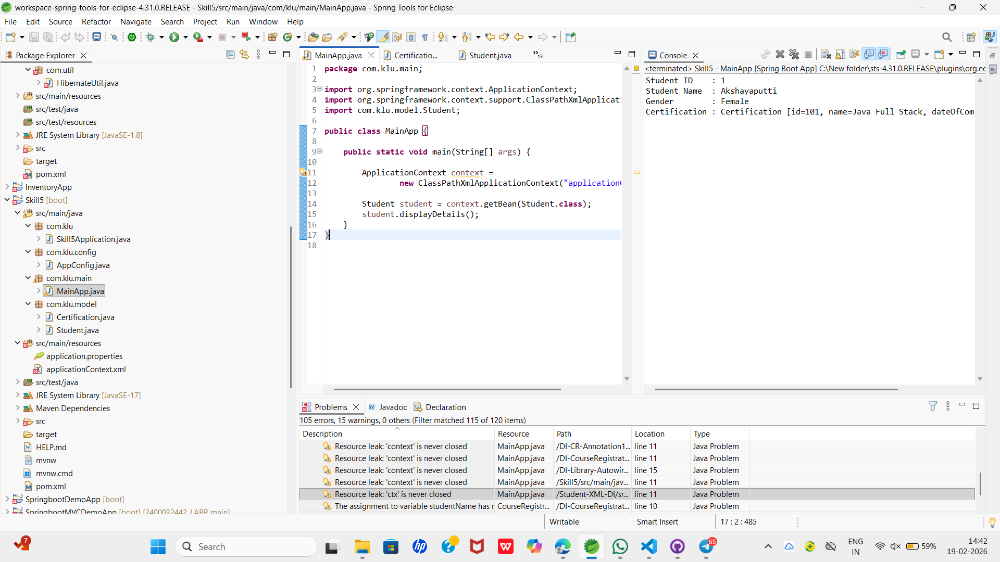 workspace-spring-tools-for-eclipse-4.31.0.RELEASE - Skill5/src/main/java/com/klu/main/MainApp.java - Spring Tools for Eclipse
File Edit Source Refactor Navigate Search Project Run Window Help
Package Explorer
com.util
HibernateUtil.java
src/main/resources
src/test/java
src/test/resources
JRE System Library [JavaSE-1.8]
src
target
pom.xml
InventoryApp
Skill5 [boot]
src/main/java
com.klu
Skill5Application.java
com.klu.config
AppConfig.java
com.klu.main
MainApp.java
com.klu.model
Certification.java
Student.java
src/main/resources
application.properties
applicationContext.xml
src/test/java
JRE System Library [JavaSE-17]
Maven Dependencies
src
target
HELP.md
mvnw
mvnw.cmd
pom.xml
SpringbootDemoApp [boot]
SpringbootMVCDemoApp [boot] [2400032442_LABR main]
MainApp.java Certificatio... Student.java »13
1 package com.klu.main;
2
3 import org.springframework.context.ApplicationContext;
4 import org.springframework.context.support.ClassPathXmlApplicati
5 import com.klu.model.Student;
6
7 public class MainApp {
8
9 public static void main(String[] args) {
10
11 ApplicationContext context =
12 new ClassPathXmlApplicationContext("application
13
14 Student student = context.getBean(Student.class);
15 student.displayDetails();
16 }
17 }
18
Console
<terminated> Skill5 - MainApp [Spring Boot App] C:\New folder\sts-4.31.0.RELEASE\plugins\org.ec
Student ID : 1
Student Name : Akshayaputti
Gender : Female
Certification : Certification [id=101, name=Java Full Stack, dateOfCom
Problems @ Javadoc Declaration
105 errors, 15 warnings, 0 others (Filter matched 115 of 120 items)
Description Resource Path Location Type
Resource leak: 'context' is never closed MainApp.java /DI-CR-Annotation1... line 11 Java Problem
Resource leak: 'context' is never closed MainApp.java /DI-CourseRegistrat... line 11 Java Problem
Resource leak: 'context' is never closed MainApp.java /DI-Library-Autowir... line 15 Java Problem
Resource leak: 'context' is never closed MainApp.java /Skill5/src/main/jav... line 11 Java Problem
Resource leak: 'ctx' is never closed MainApp.java /Student-XML-DI/sr... line 11 Java Problem
The assignment to variable studentName has r CourseRegistr... /DI-CourseRegistrat... line 10 Java Problem
Writable Smart Insert 17 : 2 : 485
7
Search
65
ENG
IN
59%
14:42
19-02-2026